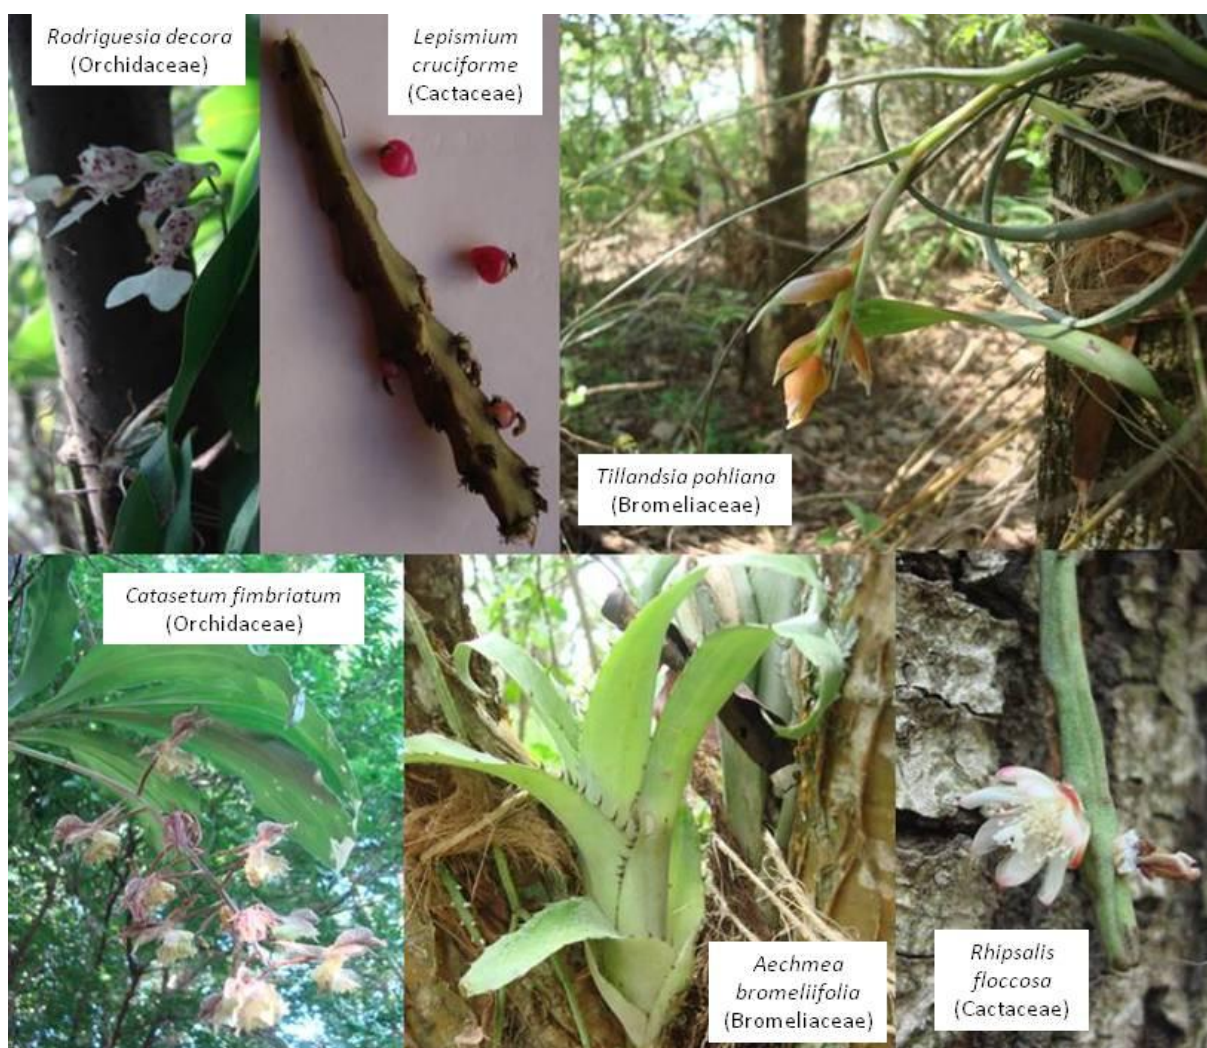 Rodriguesia decora
(Orchidaceae)
Lepismium
cruciforme
(Cactaceae)
Tillandsia pohliana
(Bromeliaceae)
Catasetum fimbriatum
(Orchidaceae)
Aechmea
bromeliifolia
(Bromeliaceae)
Rhipsalis
floccosa
(Cactaceae)